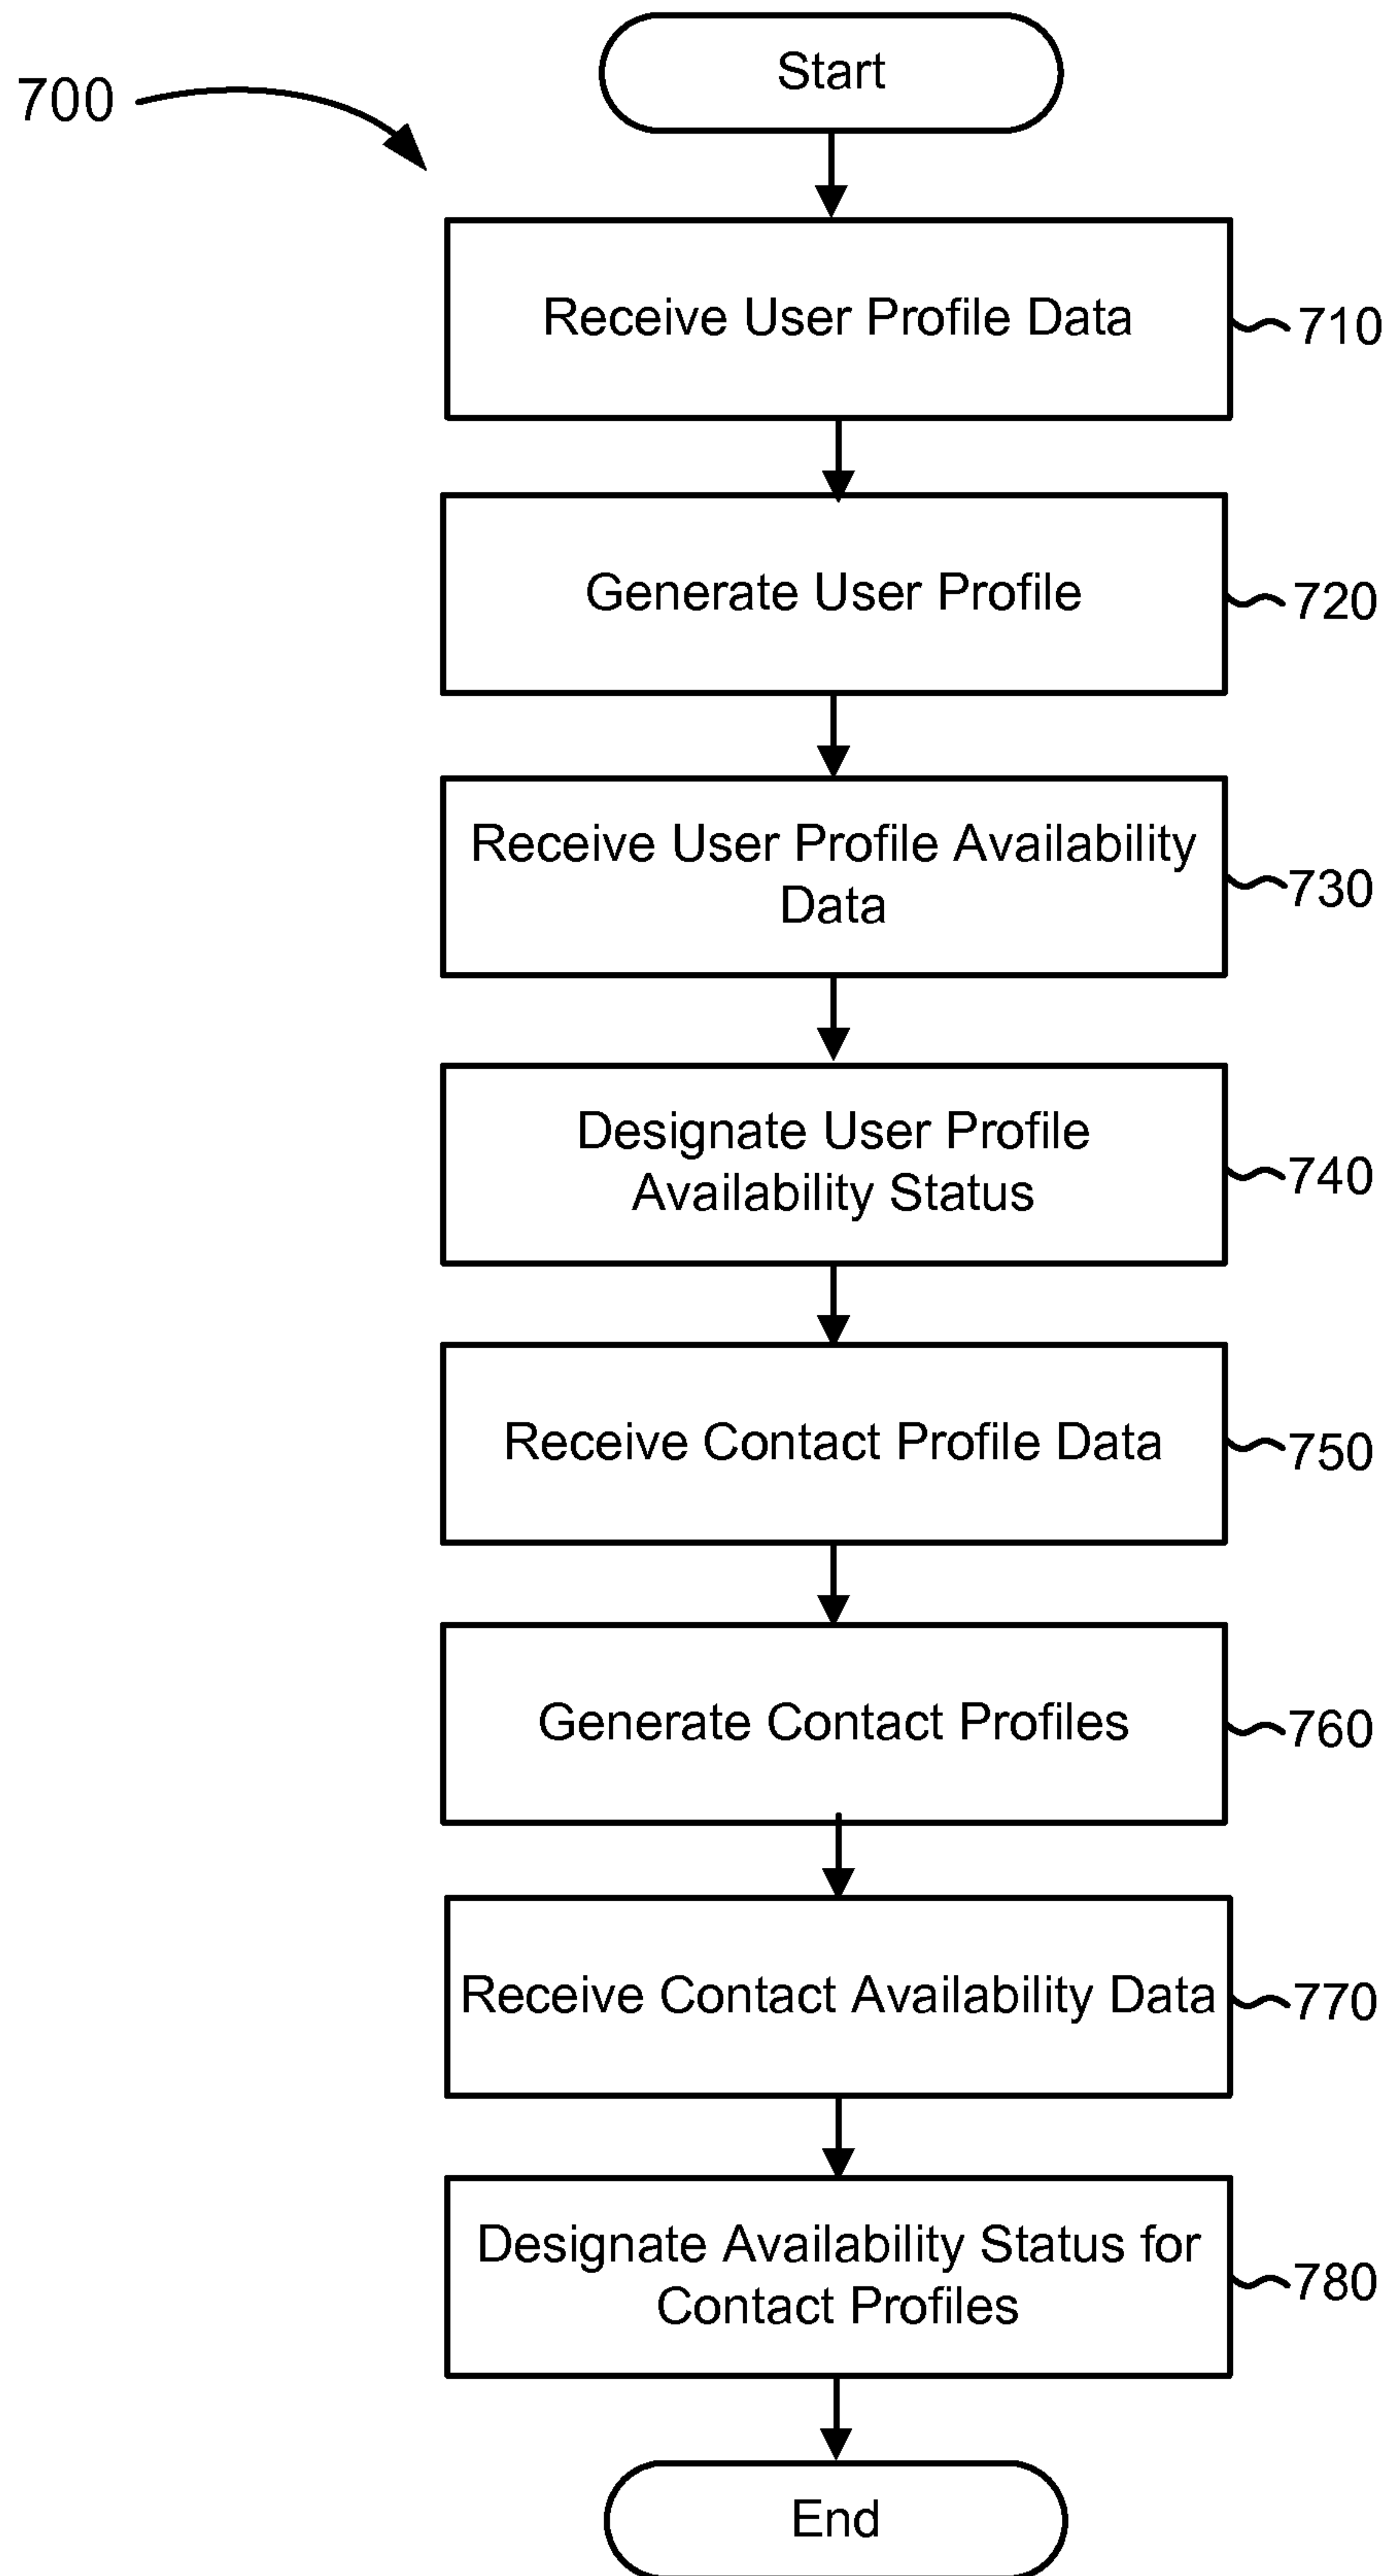 Start
700
Receive User Profile Data
710
Generate User Profile
720
Receive User Profile Availability
Data
730
Designate User Profile
Availability Status
740
Receive Contact Profile Data
750
Generate Contact Profiles
760
Receive Contact Availability Data
770
Designate Availability Status for
Contact Profiles
780
End